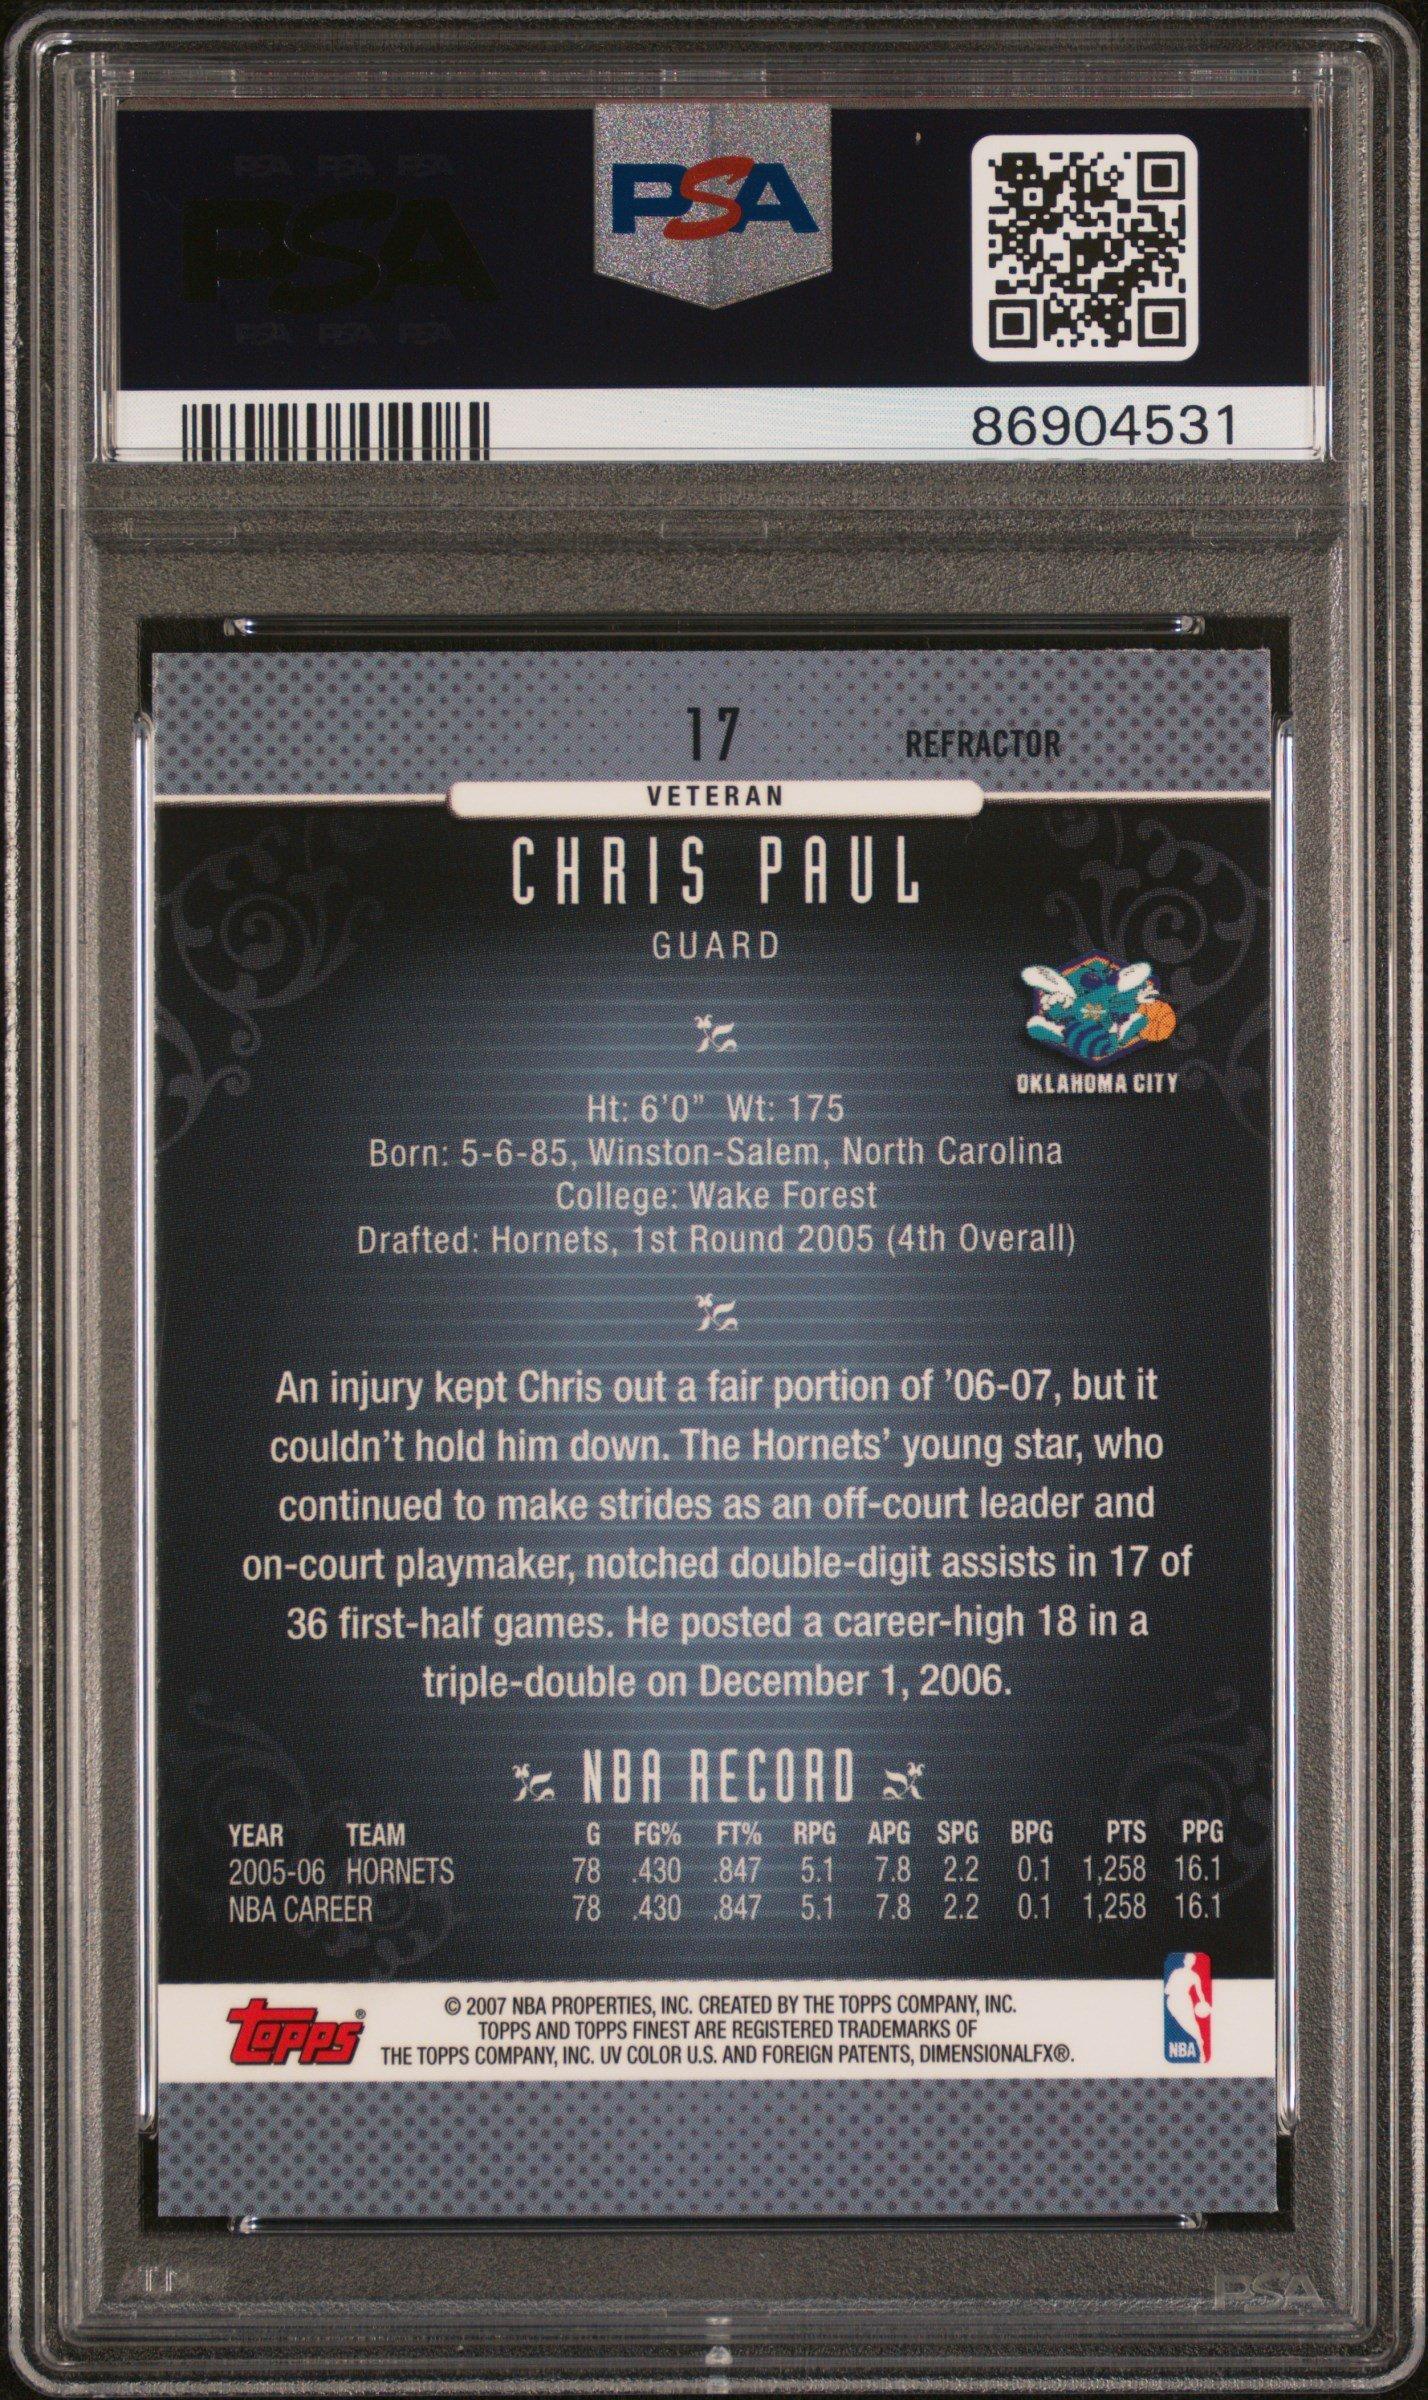 PSA PSA PSA
PSA
PSA PSA PSA
PSA
86904531
17
REFRACTOR
VETERAN
CHRIS PAUL
GUARD
OKLAHOMA CITY
Ht: 6'0" Wt: 175
Born: 5-6-85, Winston-Salem, North Carolina
College: Wake Forest
Drafted: Hornets, 1st Round 2005 (4th Overall)
An injury kept Chris out a fair portion of '06-07, but it
couldn't hold him down. The Hornets' young star, who
continued to make strides as an off-court leader and
on-court playmaker, notched double-digit assists in 17 of
36 first-half games. He posted a career-high 18 in a
triple-double on December 1, 2006.
NBA RECORD
YEAR TEAM G FG% FT% RPG APG SPG BPG PTS PPG
2005-06 HORNETS 78 .430 .847 5.1 7.8 2.2 0.1 1,258 16.1
NBA CAREER 78 .430 .847 5.1 7.8 2.2 0.1 1,258 16.1
Topps®
© 2007 NBA PROPERTIES, INC. CREATED BY THE TOPPS COMPANY, INC.
TOPPS AND TOPPS FINEST ARE REGISTERED TRADEMARKS OF
THE TOPPS COMPANY, INC. UV COLOR U.S. AND FOREIGN PATENTS, DIMENSIONALFX®.
NBA
PSA